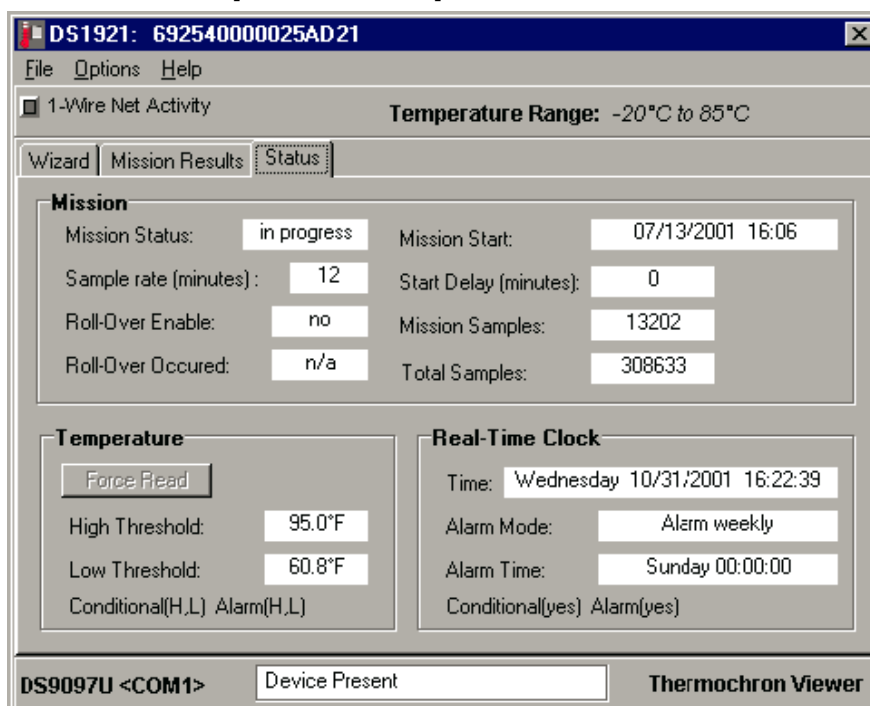 DS1921: 692540000025AD21
File Options Help
1-Wire Net Activity
Temperature Range: -20°C to 85°C
Wizard Mission Results Status
Mission
Mission Status: in progress Mission Start: 07/13/2001 16:06
Sample rate (minutes) : 12 Start Delay (minutes): 0
Roll-Over Enable: no Mission Samples: 13202
Roll-Over Occured: n/a Total Samples: 308633
Temperature
Force Read
High Threshold: 95.0°F
Low Threshold: 60.8°F
Conditional(H,L) Alarm(H,L)
Real-Time Clock
Time: Wednesday 10/31/2001 16:22:39
Alarm Mode: Alarm weekly
Alarm Time: Sunday 00:00:00
Conditional(yes) Alarm(yes)
DS9097U <COM1> Device Present Thermochron Viewer